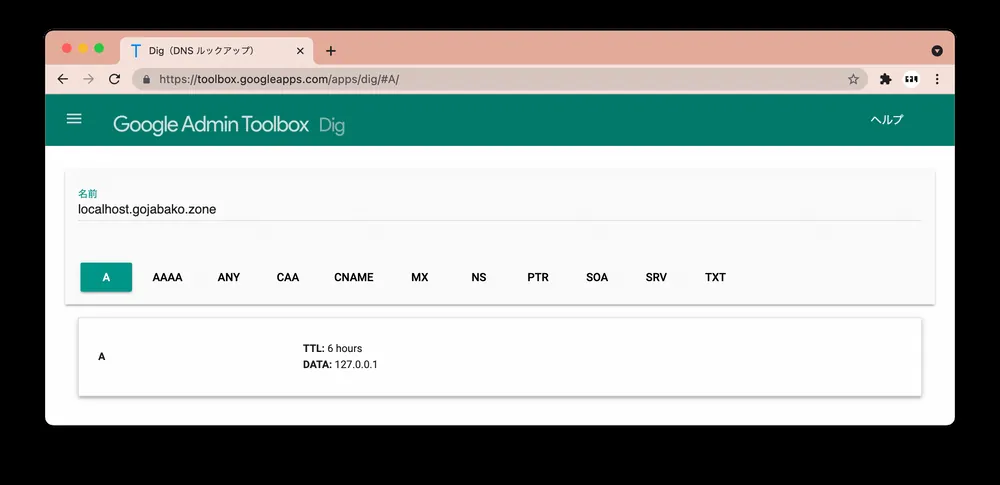 Dig（DNS ルックアップ）
https://toolbox.googleapps.com/apps/dig/#A/
Google Admin Toolbox Dig
ヘルプ
名前
localhost.gojabako.zone
A AAAA ANY CAA CNAME MX NS PTR SOA SRV TXT
A
TTL: 6 hours
DATA: 127.0.0.1